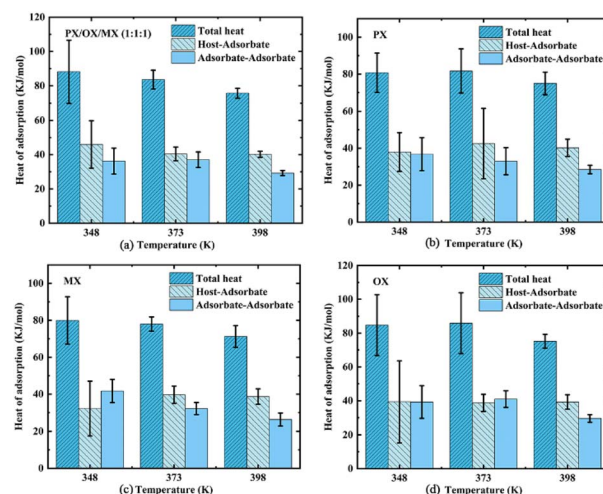 PX/OX/MX (1:1:1)
Total heat
Host-Adsorbate
Adsorbate-Adsorbate
Heat of adsorption (KJ/mol)
120
100
80
60
40
20
0
348
373
398
(a) Temperature (K)
PX
Total heat
Host-Adsorbate
Adsorbate-Adsorbate
Heat of adsorption (KJ/mol)
100
80
60
40
20
0
348
373
398
(b) Temperature (K)
MX
Total heat
Host-Adsorbate
Adsorbate-Adsorbate
Heat of adsorption (KJ/mol)
100
80
60
40
20
0
348
373
398
(c) Temperature (K)
OX
Total heat
Host-Adsorbate
Adsorbate-Adsorbate
Heat of adsorption (KJ/mol)
120
100
80
60
40
20
0
348
373
398
(d) Temperature (K)